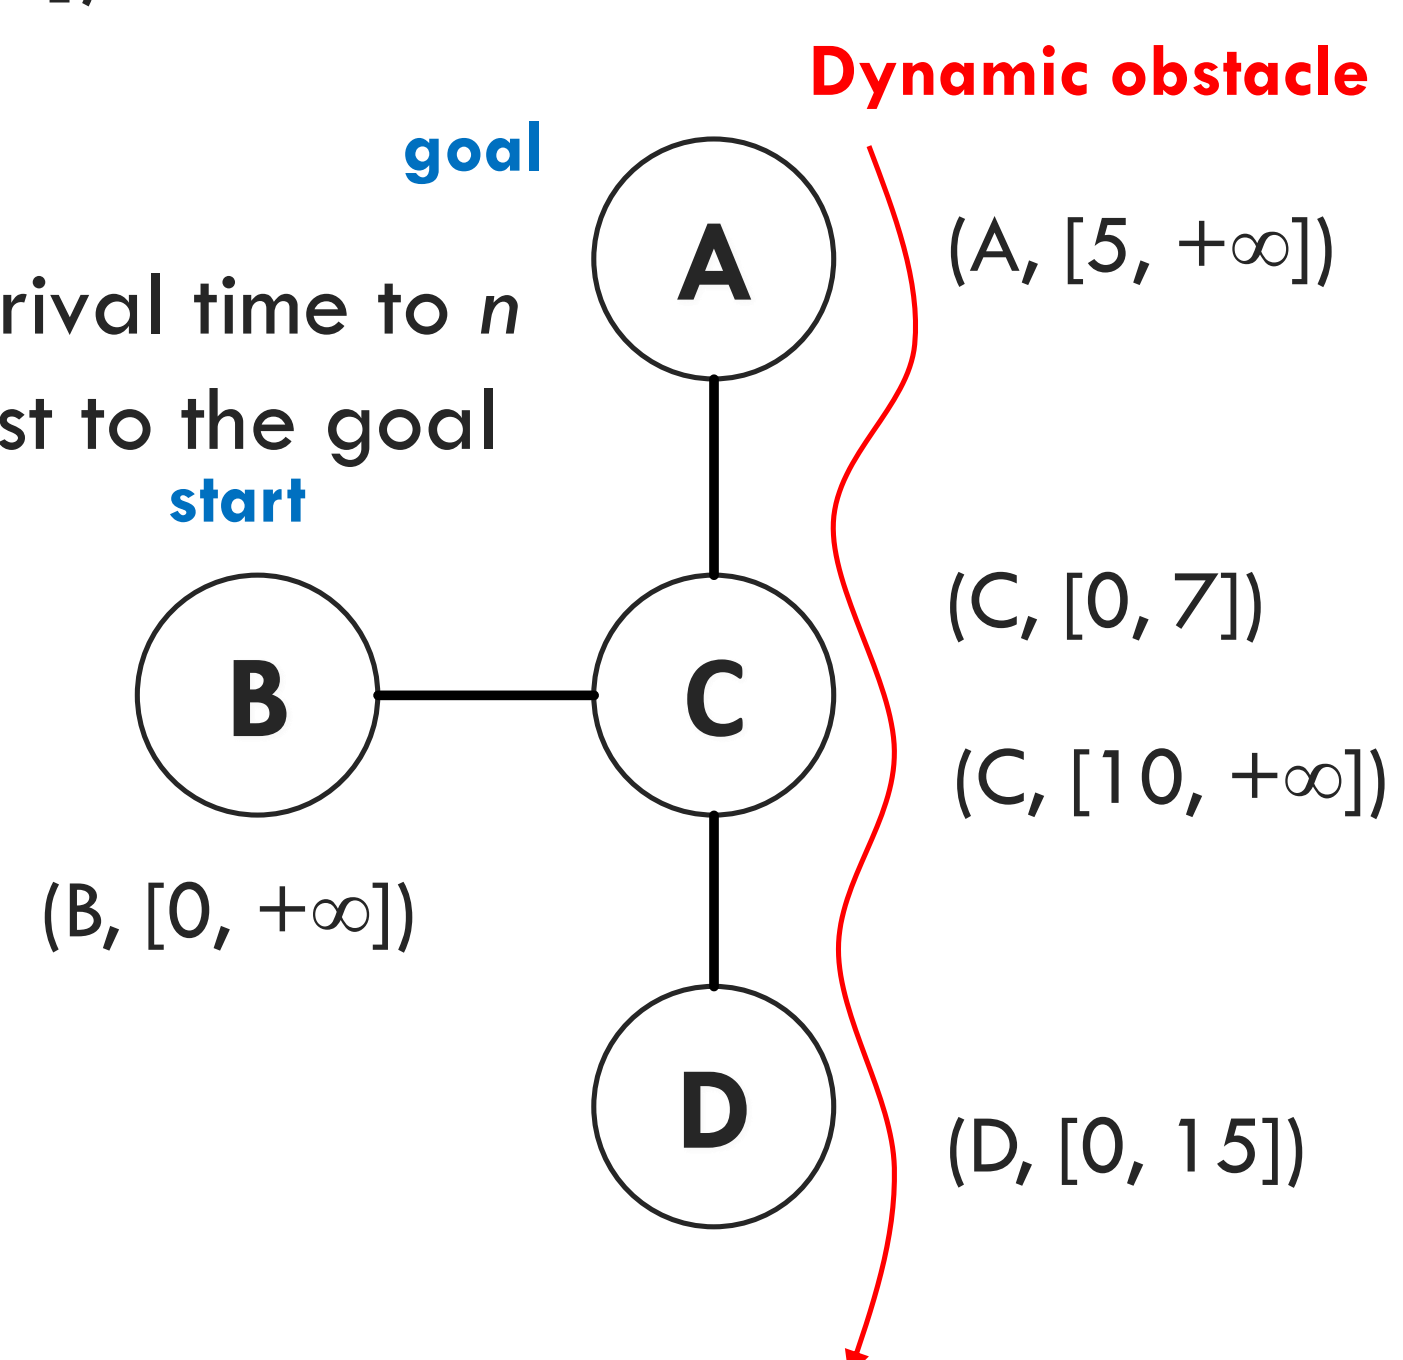 Dynamic obstacle
goal
A
(A, [5, +∞])
rival time to n
st to the goal
start
(C, [0, 7])
B
C
(C, [10, +∞])
(B, [0, +∞])
D
(D, [0, 15])